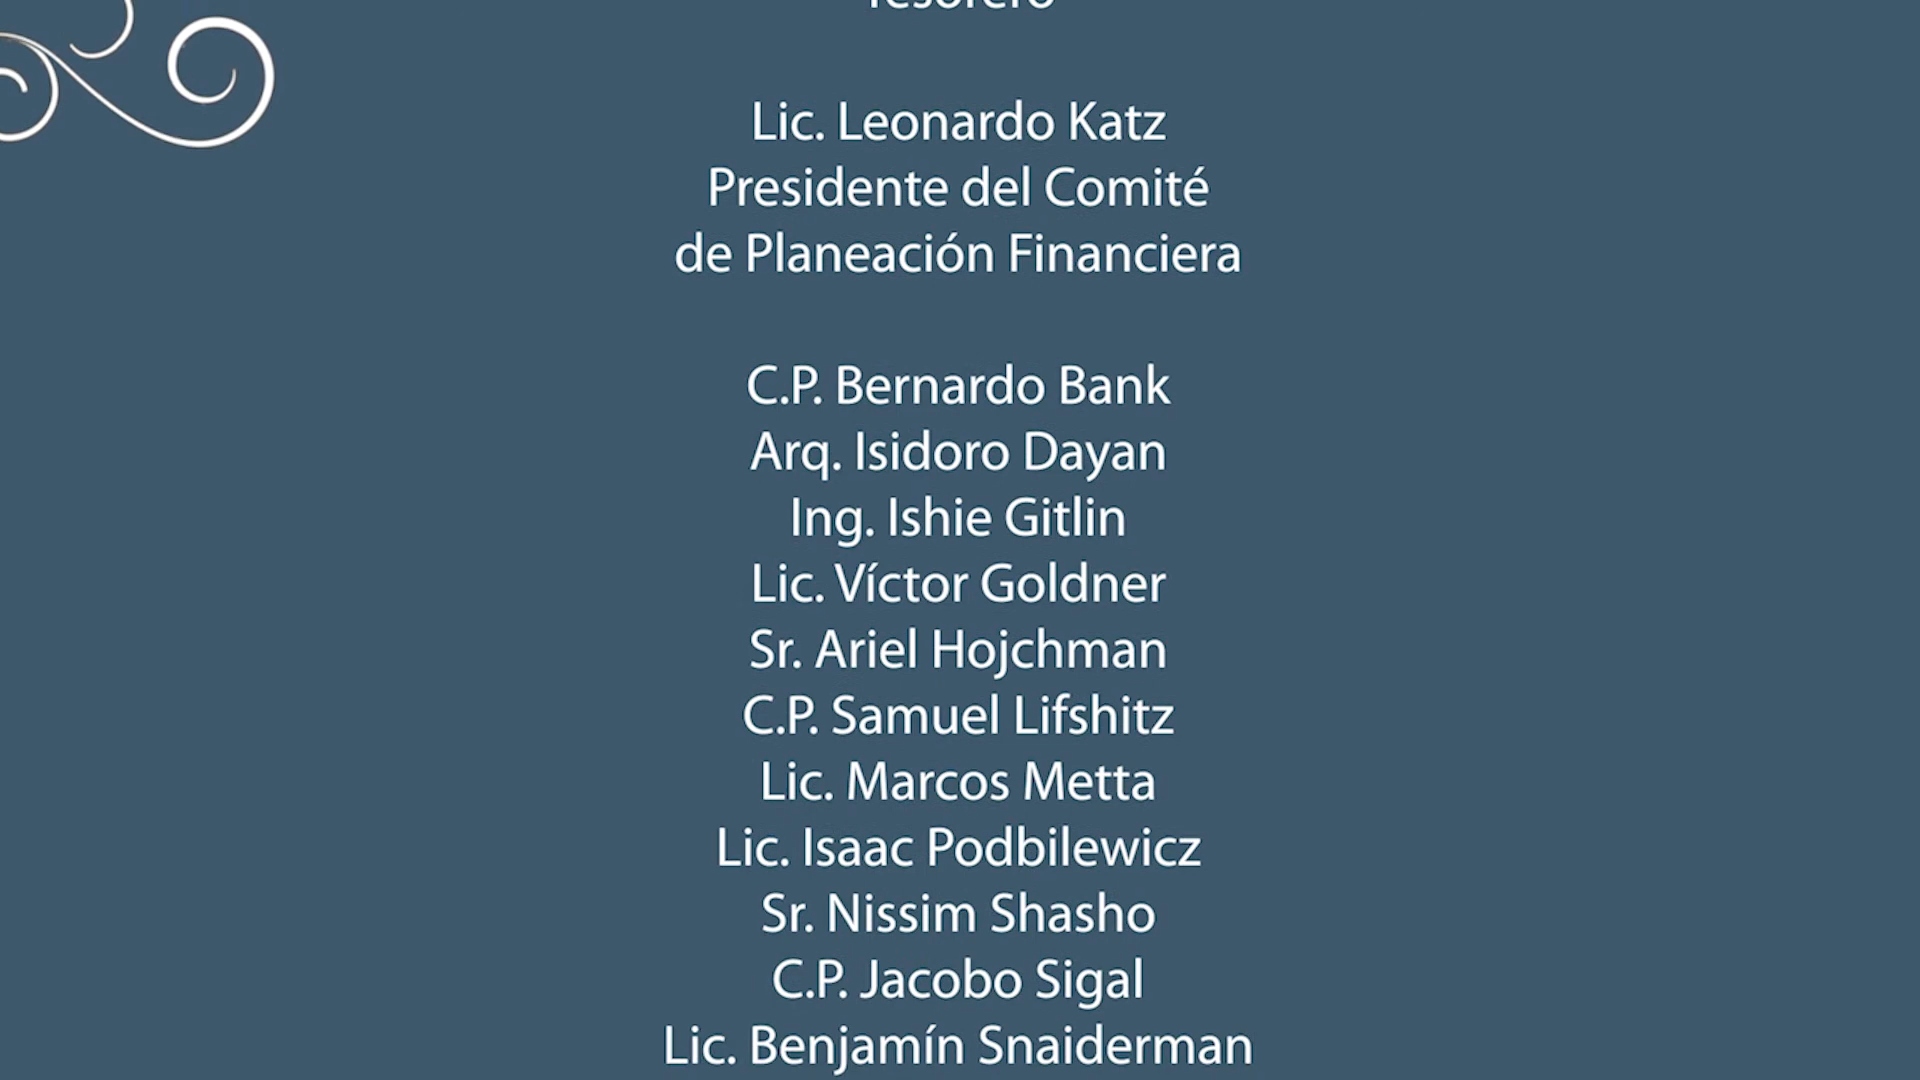 Tesorero
Lic. Leonardo Katz
Presidente del Comité
de Planeación Financiera
C.P. Bernardo Bank
Arq. Isidoro Dayan
Ing. Ishie Gitlin
Lic. Víctor Goldner
Sr. Ariel Hojchman
C.P. Samuel Lifshitz
Lic. Marcos Metta
Lic. Isaac Podbilewicz
Sr. Nissim Shasho
C.P. Jacobo Sigal
Lic. Benjamín Snaiderman